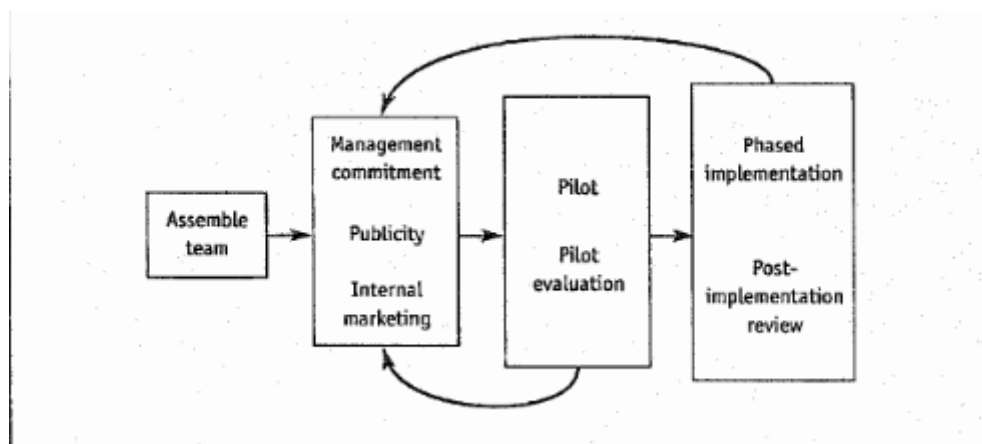 Assemble
team
Management
commitment
Publicity
Internal
marketing
Pilot
Pilot
evaluation
Phased
implementation
Post-
implementation
review